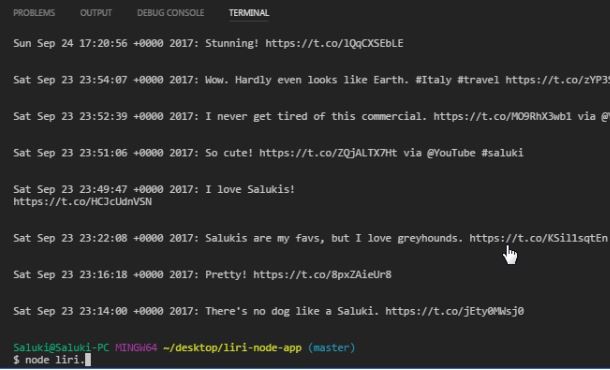 PROBLEMS OUTPUT DEBUG CONSOLE TERMINAL
Sun Sep 24 17:20:56 +0000 2017: Stunning! https://t.co/lQqCXSEbLE
Sat Sep 23 23:54:07 +0000 2017: Wow. Hardly even looks like Earth. #Italy #travel https://t.co/zYP3S
Sat Sep 23 23:52:39 +0000 2017: I never get tired of this commercial. https://t.co/MO9RhX3wb1 via @Y
Sat Sep 23 23:51:06 +0000 2017: So cute! https://t.co/ZQjALTX7Ht via @YouTube #saluki
Sat Sep 23 23:49:47 +0000 2017: I love Salukis!
https://t.co/HCJcUdnVSN
Sat Sep 23 23:22:08 +0000 2017: Salukis are my favs, but I love greyhounds. https://t.co/KSil1sqtEn
Sat Sep 23 23:16:18 +0000 2017: Pretty! https://t.co/8pxZAieUr8
Sat Sep 23 23:14:00 +0000 2017: There's no dog like a Saluki. https://t.co/jEty0MWsj0
Saluki@Saluki-PC MINGW64 ~/desktop/liri-node-app (master)
$ node liri.